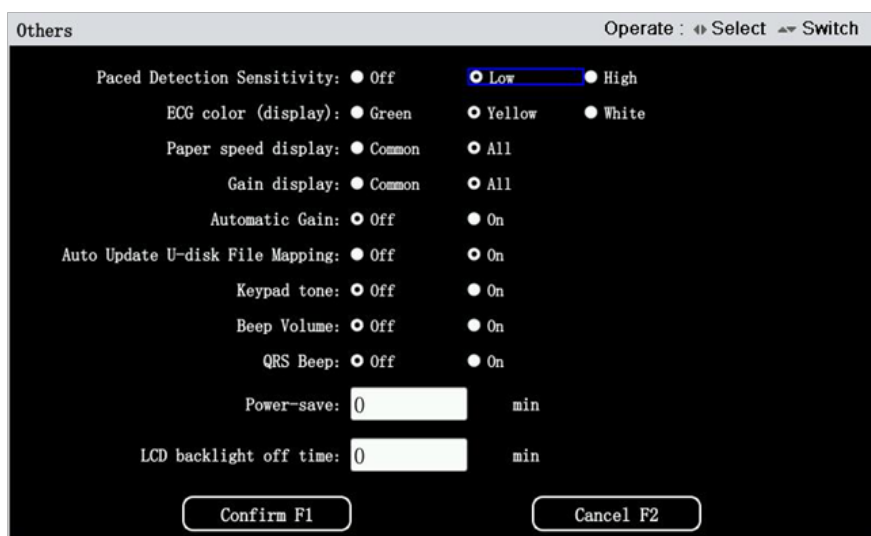 Others Operate : Select Switch
Paced Detection Sensitivity: Off Low High
ECG color (display): Green Yellow White
Paper speed display: Common All
Gain display: Common All
Automatic Gain: Off On
Auto Update U-disk File Mapping: Off On
Keypad tone: Off On
Beep Volume: Off On
QRS Beep: Off On
Power-save: 0 min
LCD backlight off time: 0 min
Confirm F1 Cancel F2